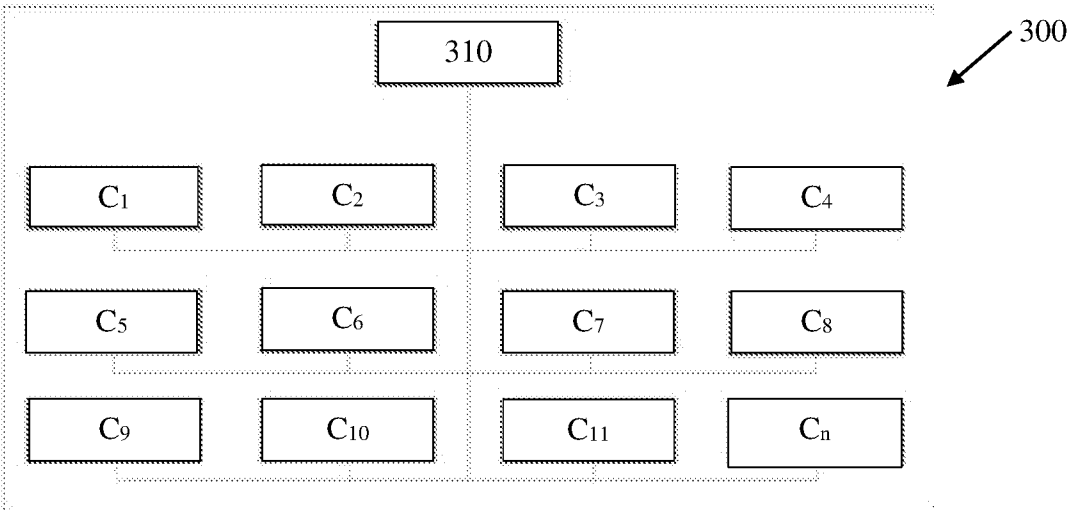 310
300
C₁ C₂ C₃ C₄
C₅ C₆ C₇ C₈
C₉ C₁₀ C₁₁ Cₙ